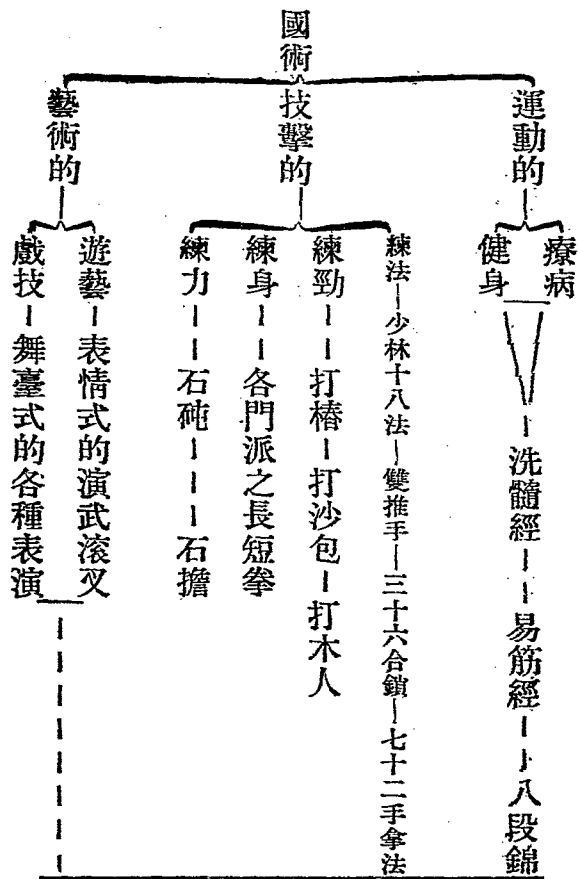 國術
運動的
技擊的
藝術的
療病
健身
洗髓經——易筋經——八段錦
練法—少林十八法—雙推手—三十六合鎖—七十二手拿法
練勁——打樁—打沙包—打木人
練身——各門派之長短拳
練力——石砘———石擔
遊藝—表情式的演武滚叉
戲技—舞臺式的各種表演